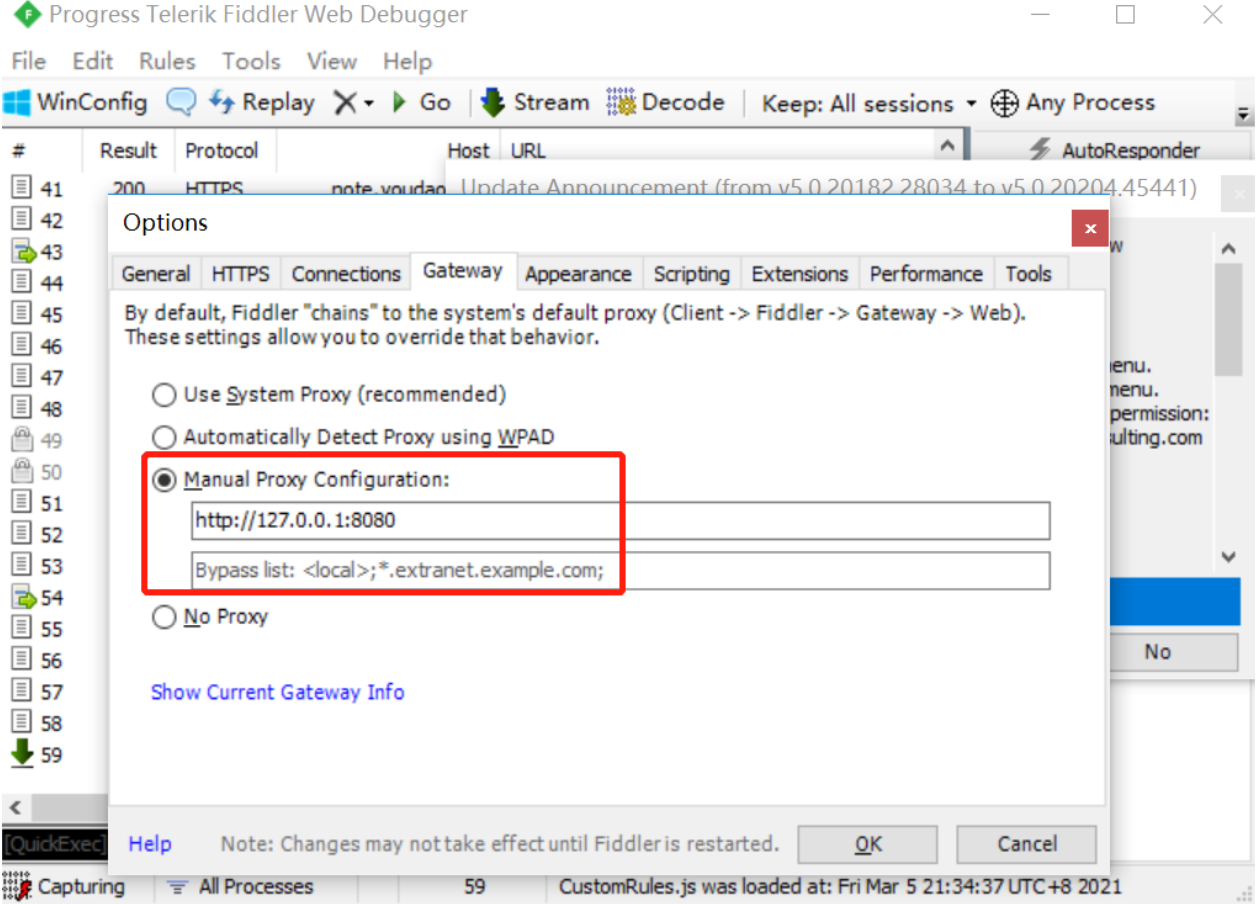 Progress Telerik Fiddler Web Debugger
File Edit Rules Tools View Help
WinConfig Replay Go Stream Decode Keep: All sessions Any Process
# Result Protocol Host URL AutoResponder
41 200 HTTPS note.youdao
Update Announcement (from v5.0.20182.28034 to v5.0.20204.45441)
42
43
44
45
46
47
48
49
50
51
52
53
54
55
56
57
58
59
Options
General HTTPS Connections Gateway Appearance Scripting Extensions Performance Tools
By default, Fiddler "chains" to the system's default proxy (Client -> Fiddler -> Gateway -> Web).
These settings allow you to override that behavior.
Use System Proxy (recommended)
Automatically Detect Proxy using WPAD
Manual Proxy Configuration:
http://127.0.0.1:8080
Bypass list: <local>;*.extranet.example.com;
No Proxy
Show Current Gateway Info
Help Note: Changes may not take effect until Fiddler is restarted. OK Cancel
w
enu.
menu.
permission:
ulting.com
No
[QuickExec]
Capturing All Processes 59 CustomRules.js was loaded at: Fri Mar 5 21:34:37 UTC+8 2021